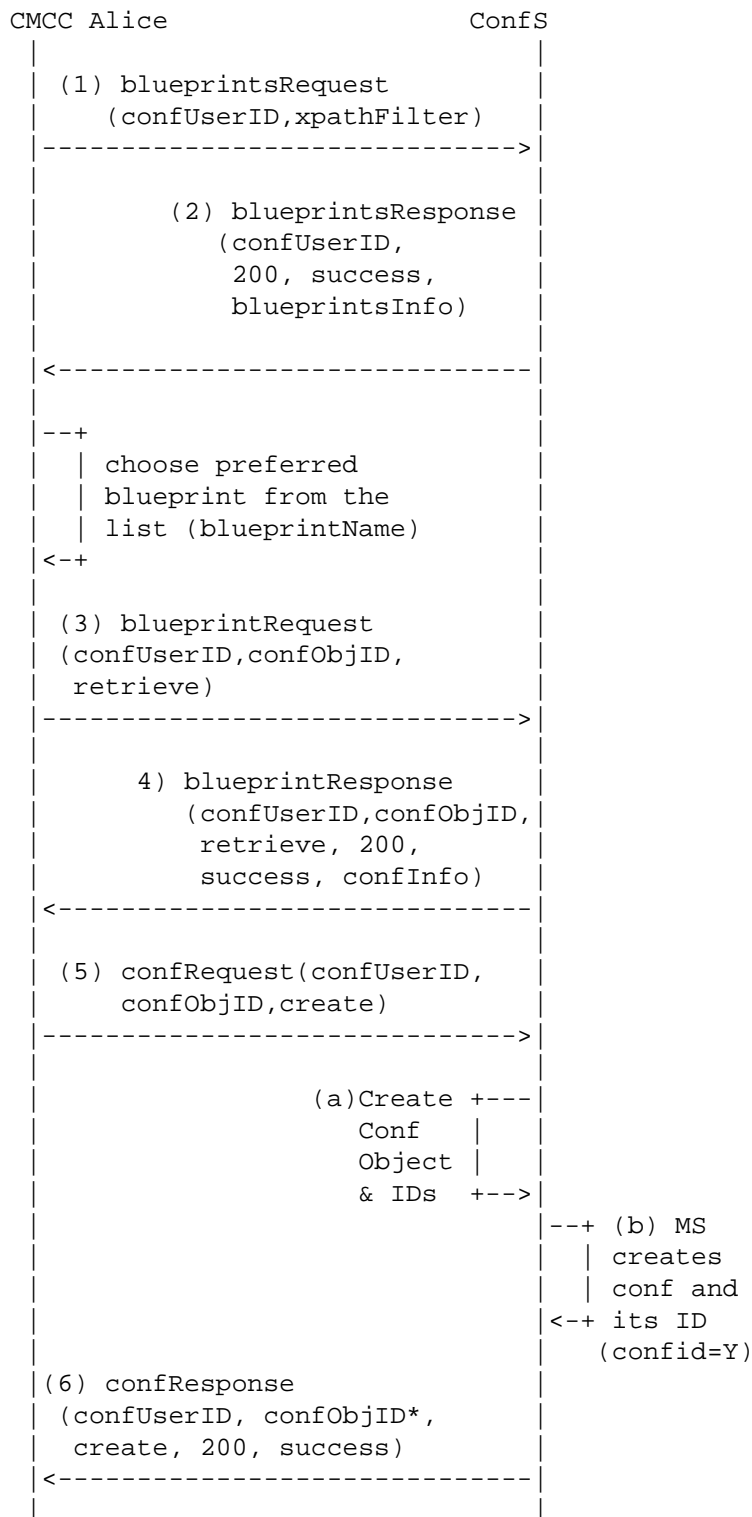 CMCC Alice ConfS
(1) blueprintsRequest
(confUserID,xpathFilter)
(2) blueprintsResponse
(confUserID,
200, success,
blueprintsInfo)
choose preferred
blueprint from the
list (blueprintName)
(3) blueprintRequest
(confUserID,confObjID,
retrieve)
4) blueprintResponse
(confUserID,confObjID,
retrieve, 200,
success, confInfo)
(5) confRequest(confUserID,
confObjID,create)
(a)Create
Conf
Object
& IDs
(b) MS
creates
conf and
its ID
(confid=Y)
(6) confResponse
(confUserID, confObjID*,
create, 200, success)